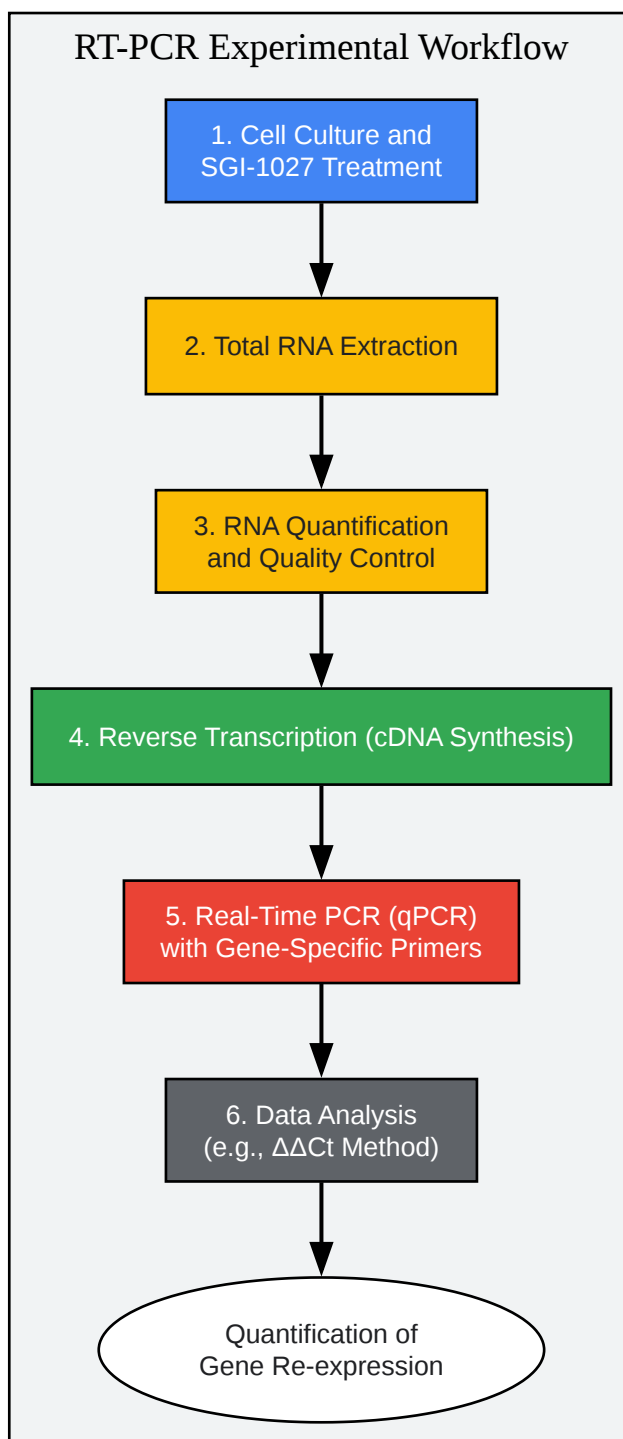 RT-PCR Experimental Workflow
1. Cell Culture and
SGI-1027 Treatment
2. Total RNA Extraction
3. RNA Quantification
and Quality Control
4. Reverse Transcription (cDNA Synthesis)
5. Real-Time PCR (qPCR)
with Gene-Specific Primers
6. Data Analysis
(e.g., ΔΔCt Method)
Quantification of
Gene Re-expression